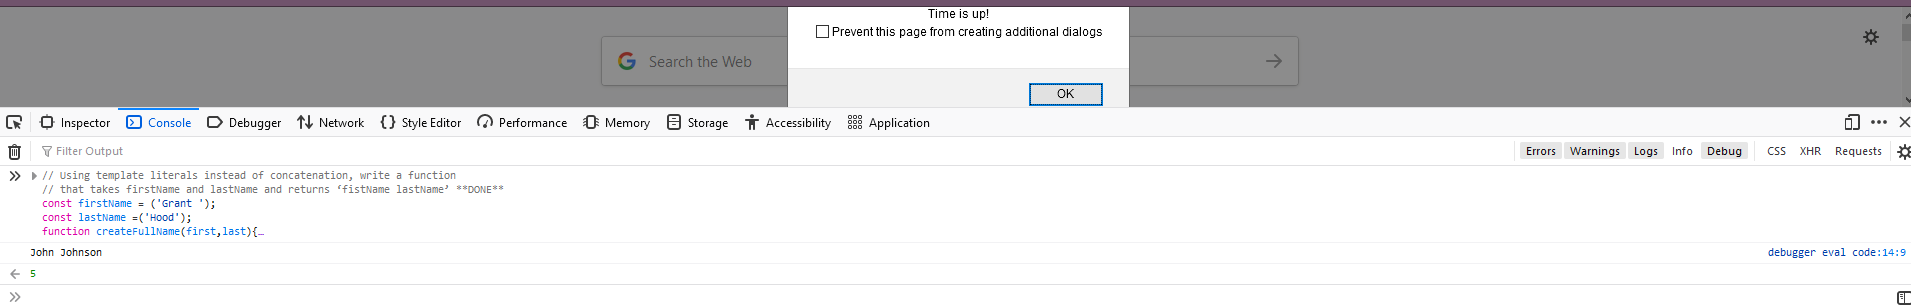 Time is up!
Prevent this page from creating additional dialogs
Search the Web
OK
Inspector Console Debugger Network Style Editor Performance Memory Storage Accessibility Application
Filter Output Errors Warnings Logs Info Debug CSS XHR Requests
// Using template literals instead of concatenation, write a function
// that takes firstName and lastName and returns ‘fistName lastName’ **DONE**
const firstName = ('Grant ');
const lastName =('Hood');
function createFullName(first,last){…
John Johnson debugger eval code:14:9
5